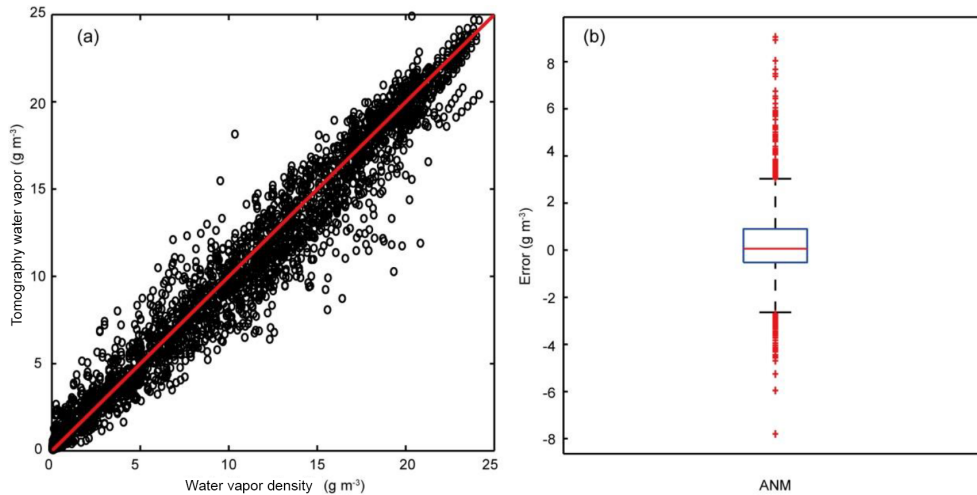 (a)
25
20
15
10
5
0
Tomography water vapor (g m⁻³)
0 5 10 15 20 25
Water vapor density (g m⁻³)
(b)
8
6
4
2
0
-2
-4
-6
-8
Error (g m⁻³)
ANM